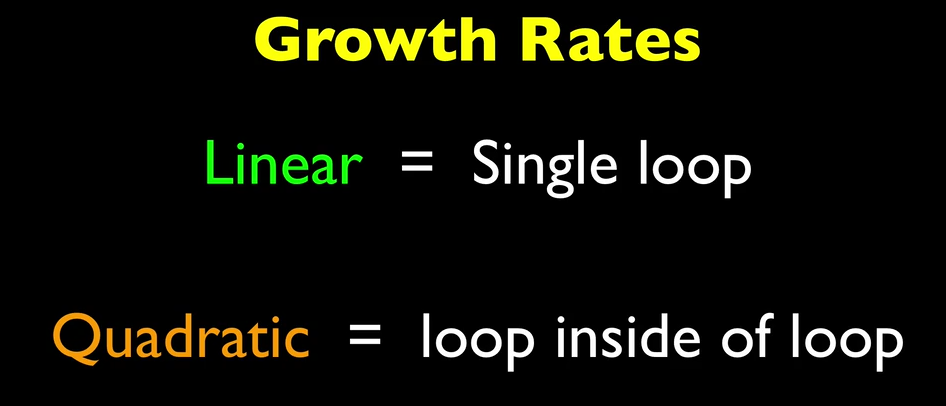 Growth Rates
Linear = Single loop
Quadratic = loop inside of loop